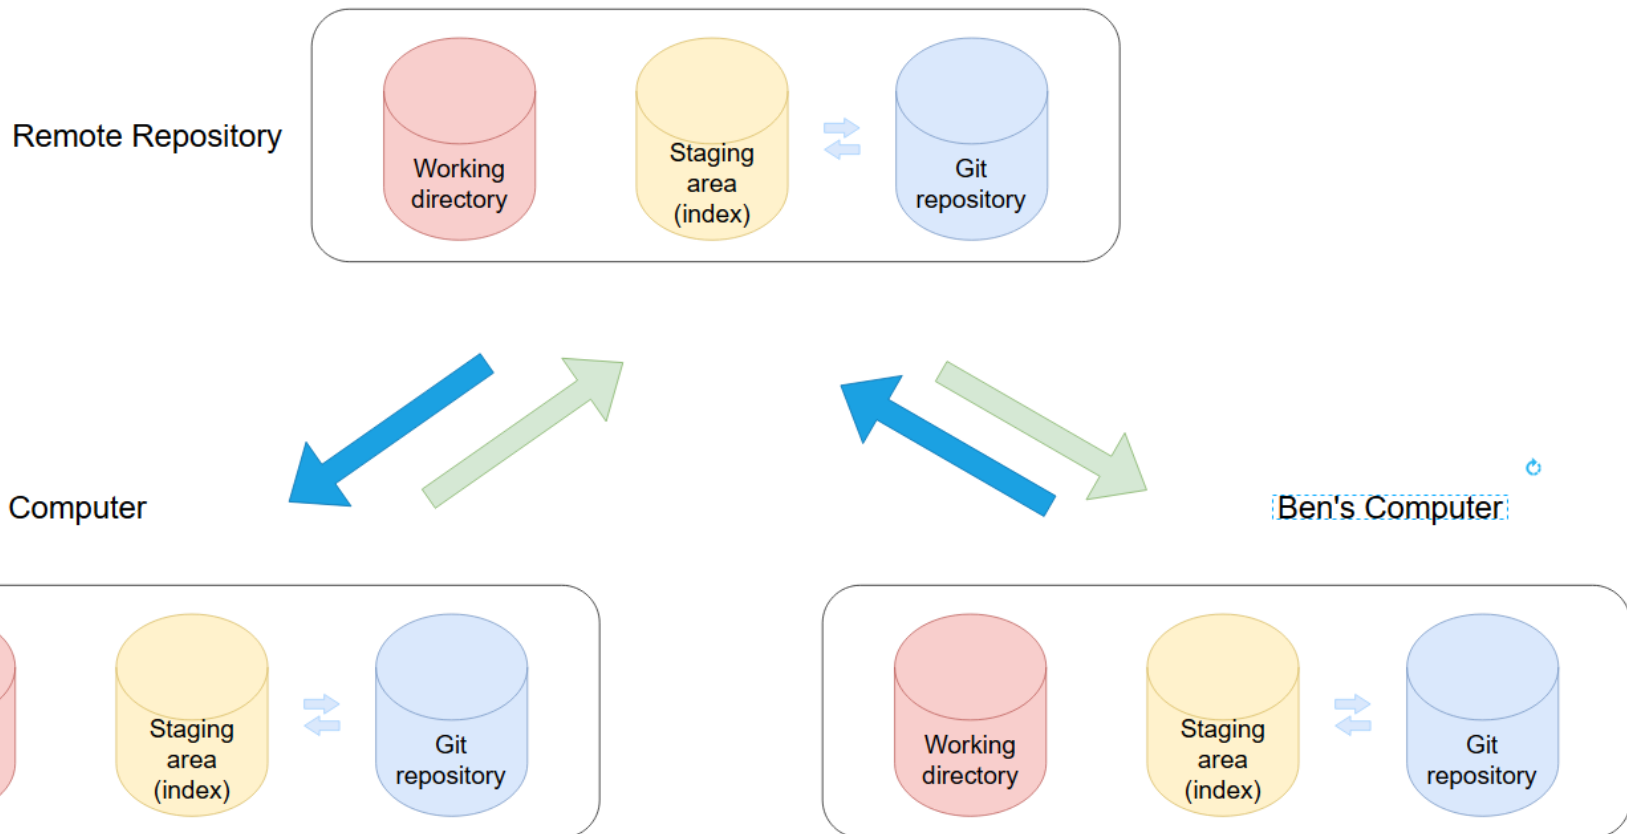 Remote Repository
Working
directory
Staging
area
(index)
Git
repository
Computer
Ben's Computer
Staging
area
(index)
Git
repository
Working
directory
Staging
area
(index)
Git
repository